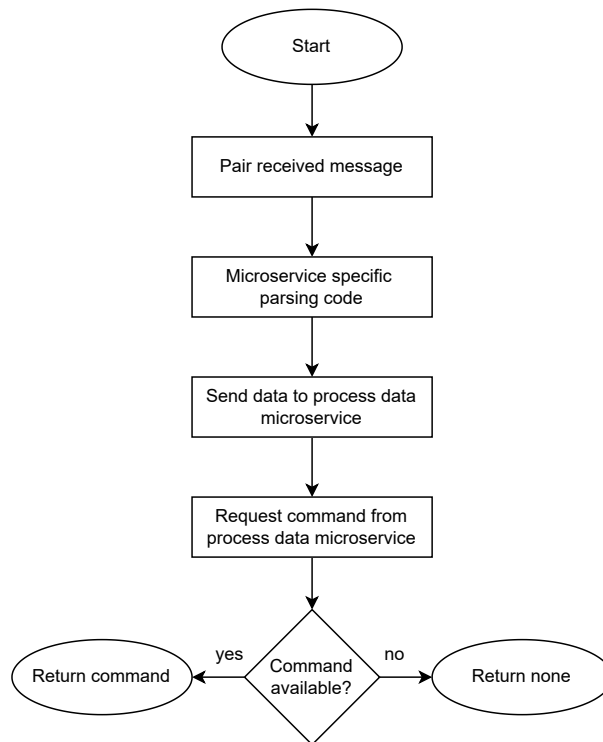 Start
Pair received message
Microservice specific
parsing code
Send data to process data
microservice
Request command from
process data microservice
yes
no
Return command
Command
available?
Return none